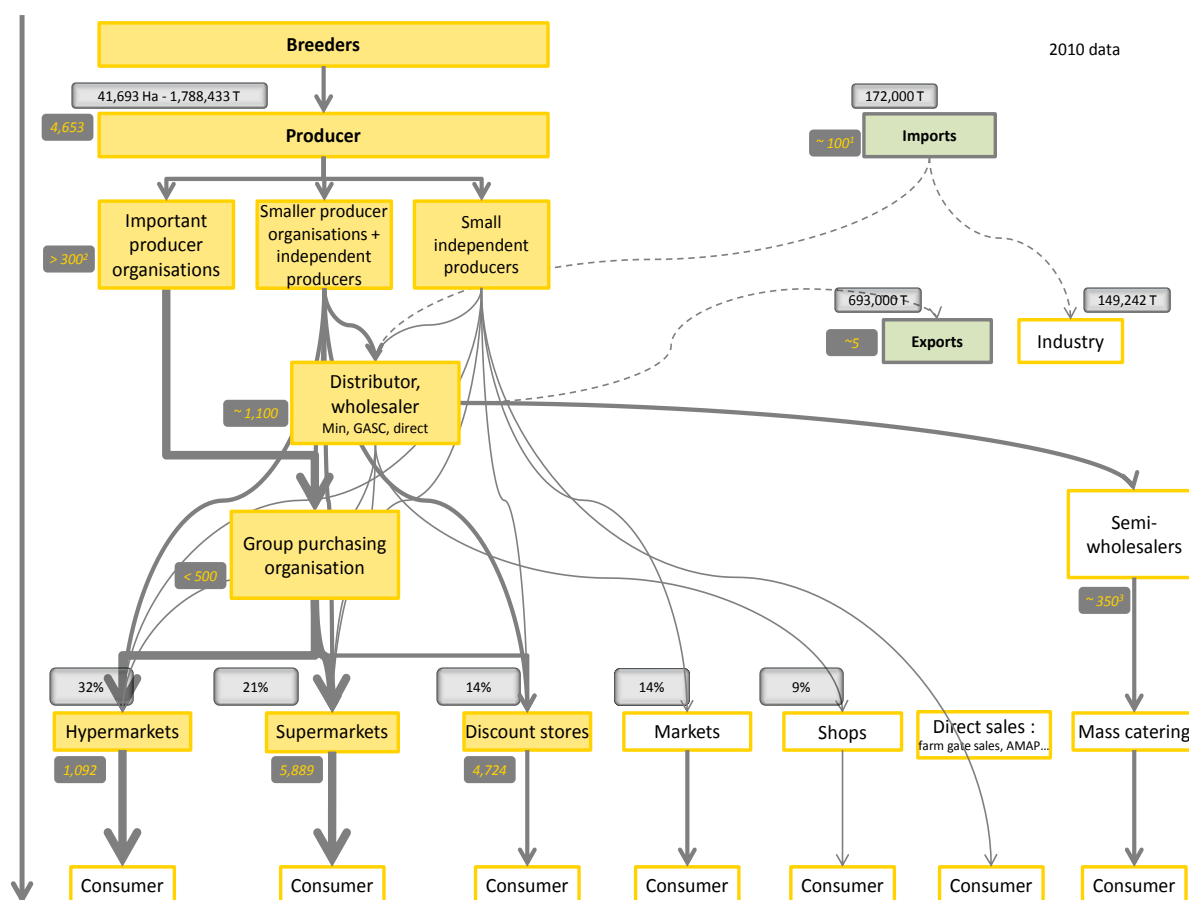 Breeders
2010 data
41,693 Ha - 1,788,433 T
172,000 T
4,653
Producer
~ 100¹
Imports
Important
producer
organisations
Smaller producer
organisations +
independent
producers
Small
independent
producers
> 300²
693,000 T
149,242 T
~5
Exports
Industry
Distributor,
wholesaler
Min, GASC, direct
~ 1,100
Semi-
wholesalers
Group purchasing
organisation
< 500
~ 350³
32%
21%
14%
14%
9%
Hypermarkets
Supermarkets
Discount stores
Markets
Shops
Direct sales :
farm gate sales, AMAP...
Mass catering
1,092
5,889
4,724
Consumer
Consumer
Consumer
Consumer
Consumer
Consumer
Consumer